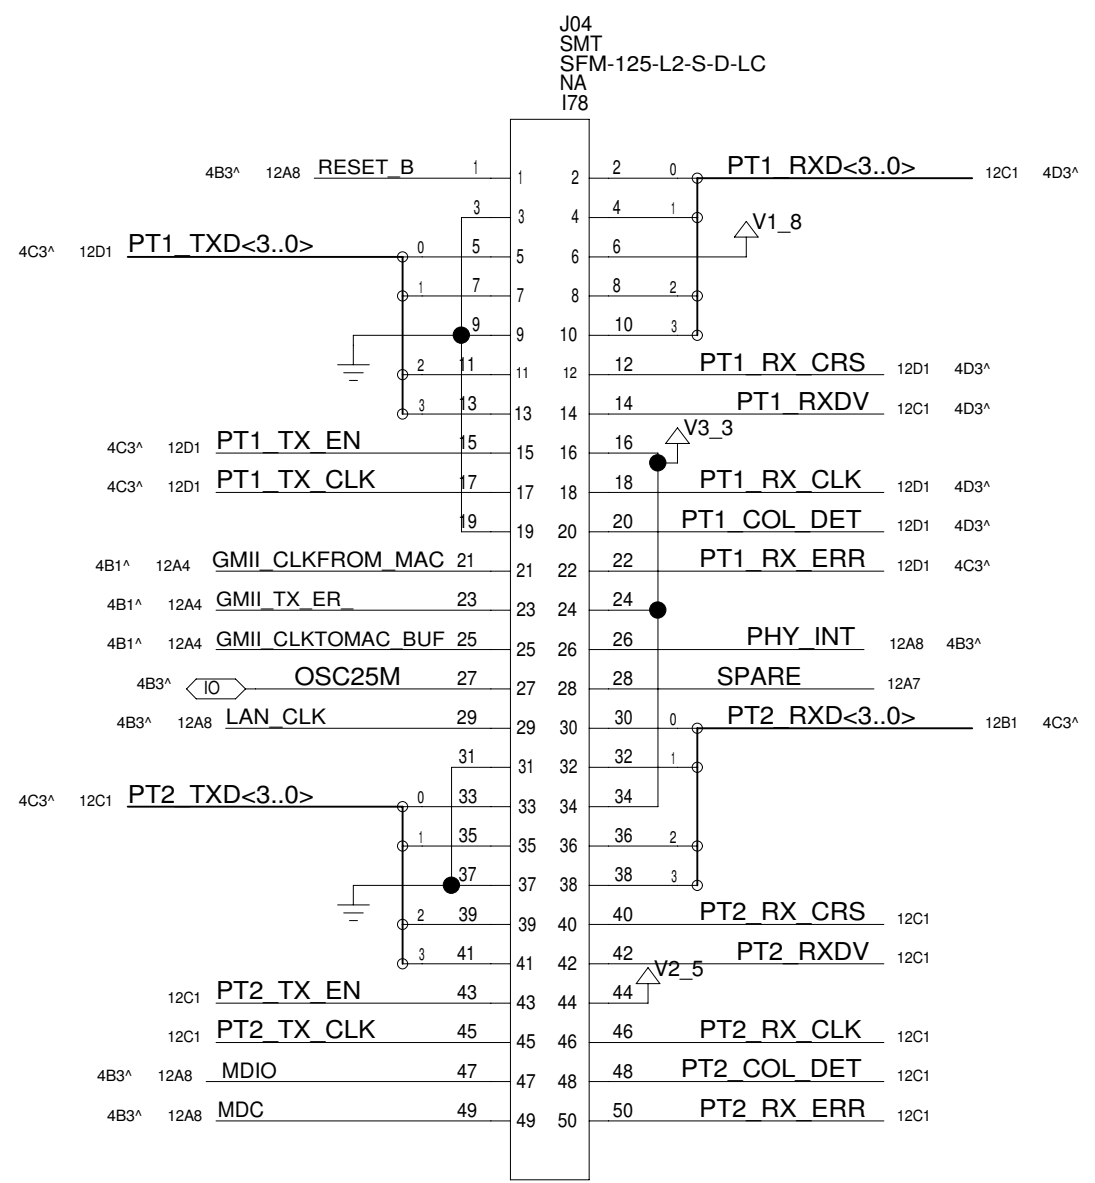 J04
SMT
SFM-125-L2-S-D-LC
NA
I78
4B3^ 12A8 RESET_B 1 1 2 2 0 PT1_RXD<3..0> 12C1 4D3^
3 3 4 4 1
V1_8
4C3^ 12D1 PT1_TXD<3..0> 0 5 5 6 6
1 7 7 8 8 2
9 9 10 10 3
2 11 11 12 12 PT1_RX_CRS 12D1 4D3^
3 13 13 14 14 PT1_RXDV 12C1 4D3^
V3_3
4C3^ 12D1 PT1_TX_EN 15 15 16 16
4C3^ 12D1 PT1_TX_CLK 17 17 18 18 PT1_RX_CLK 12D1 4D3^
19 19 20 20 PT1_COL_DET 12D1 4D3^
4B1^ 12A4 GMII_CLKFROM_MAC 21 21 22 22 PT1_RX_ERR 12D1 4C3^
4B1^ 12A4 GMII_TX_ER_ 23 23 24 24
4B1^ 12A4 GMII_CLKTOMAC_BUF 25 25 26 26 PHY_INT 12A8 4B3^
4B3^ IO OSC25M 27 27 28 28 SPARE 12A7
4B3^ 12A8 LAN_CLK 29 29 30 30 0 PT2_RXD<3..0> 12B1 4C3^
31 31 32 32 1
4C3^ 12C1 PT2_TXD<3..0> 0 33 33 34 34
1 35 35 36 36 2
37 37 38 38 3
2 39 39 40 40 PT2_RX_CRS 12C1
3 41 41 42 42 PT2_RXDV 12C1
V2_5
12C1 PT2_TX_EN 43 43 44 44
12C1 PT2_TX_CLK 45 45 46 46 PT2_RX_CLK 12C1
4B3^ 12A8 MDIO 47 47 48 48 PT2_COL_DET 12C1
4B3^ 12A8 MDC 49 49 50 50 PT2_RX_ERR 12C1